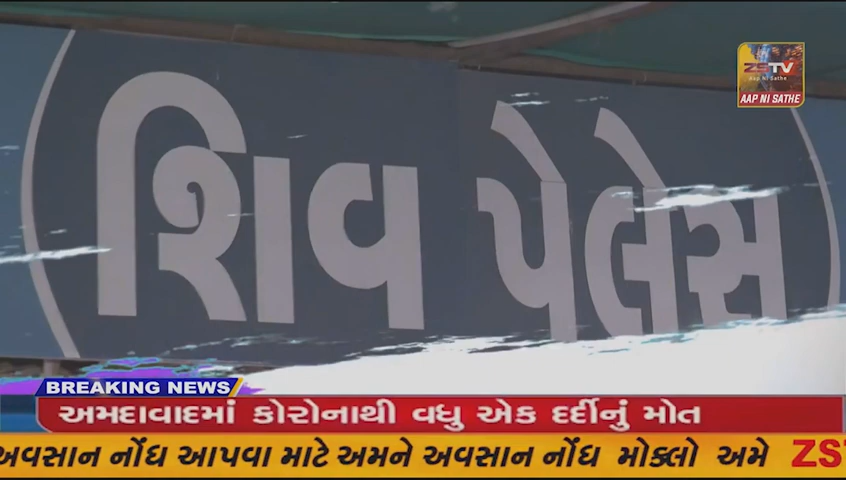 શિવ પેલેસ
ZSTV
Aap Ni Sathe
AAP NI SATHE
BREAKING NEWS
અમદાવાદમાં કોરોનાથી વધુ એક દર્દીનું મોત
અવસાન નોંધ આપવા માટે અમને અવસાન નોંધ મોકલો અમે